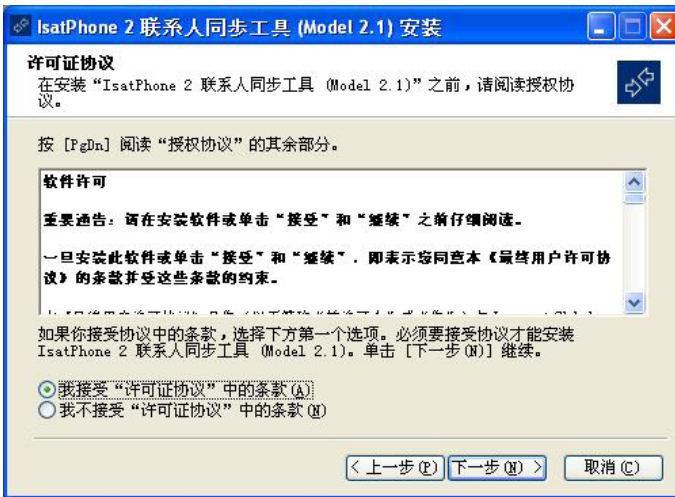 IsatPhone 2 联系人同步工具 (Model 2.1) 安装
许可证协议
在安装“IsatPhone 2 联系人同步工具 (Model 2.1)”之前，请阅读授权协
议。
按 [PgDn] 阅读“授权协议”的其余部分。
软件许可
重要通告：请在安装软件或单击“接受”和“继续”之前仔细阅读。
一旦安装此软件或单击“接受”和“继续”，即表示您同意本《最终用户许可协
议》的条款并受这些条款的约束。
如果你接受协议中的条款，选择下方第一个选项。必须要接受协议才能安装
IsatPhone 2 联系人同步工具 (Model 2.1)。单击 [下一步(N)] 继续。
我接受“许可证协议”中的条款(A)
我不接受“许可证协议”中的条款(N)
< 上一步(P) 下一步(N) > 取消(C)